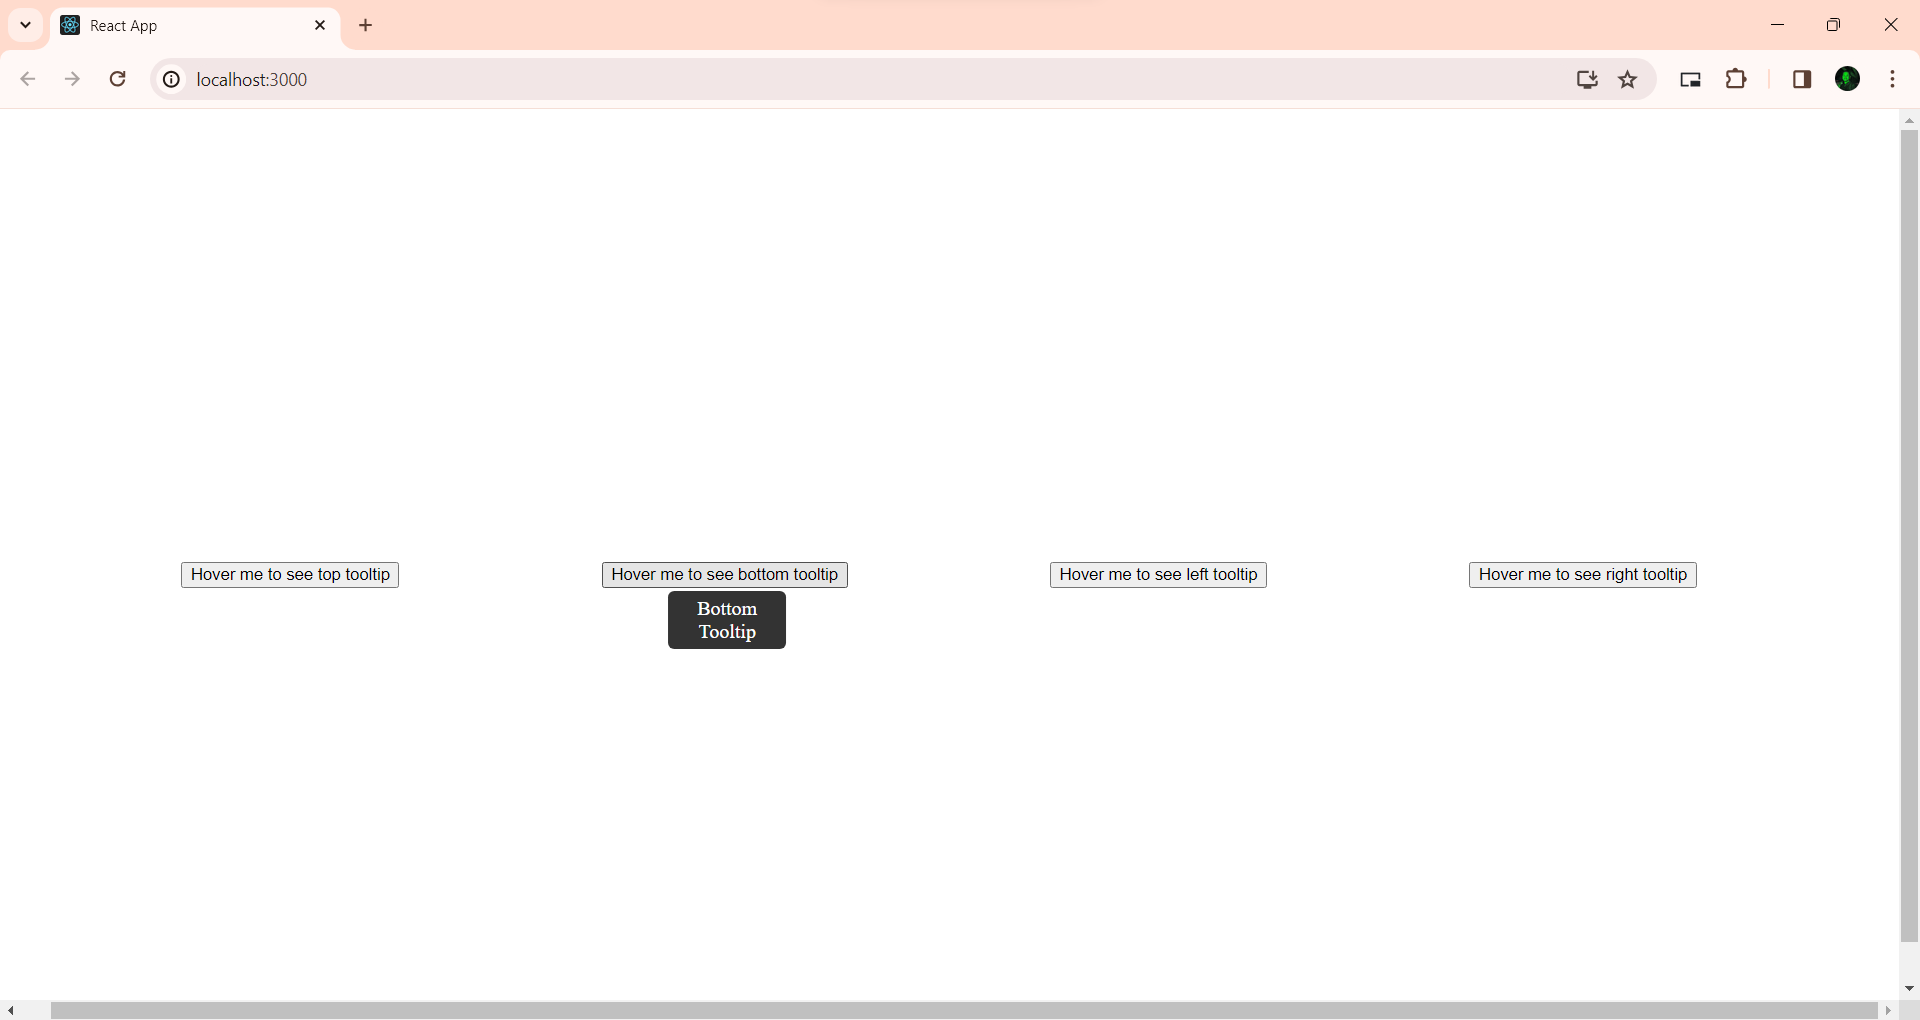 React App
localhost:3000
Hover me to see top tooltip
Hover me to see bottom tooltip
Hover me to see left tooltip
Hover me to see right tooltip
Bottom
Tooltip